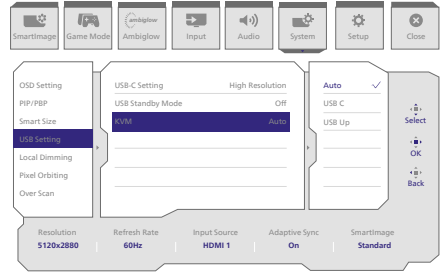 ambiglow
SmartImage Game Mode Ambiglow Input Audio System Setup Close
OSD Setting USB-C Setting High Resolution Auto
PIP/PBP USB Standby Mode Off USB C
Smart Size KVM Auto USB Up
USB Setting
Local Dimming
Pixel Orbiting
Over Scan
Select
OK
Back
Resolution Refresh Rate Input Source Adaptive Sync SmartImage
5120x2880 60Hz HDMI 1 On Standard